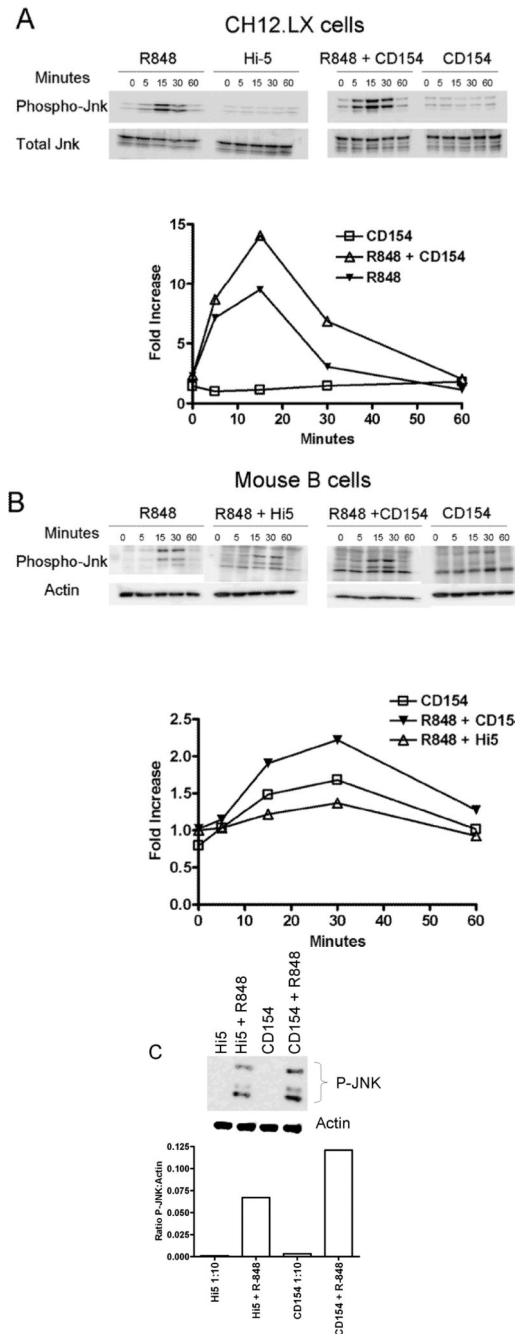 A
CH12.LX cells
R848 Hi-5 R848 + CD154 CD154
Minutes 0 5 15 30 60 0 5 15 30 60 0 5 15 30 60 0 5 15 30 60
Phospho-Jnk
Total Jnk
15
10
5
0
Fold Increase
CD154
R848 + CD154
R848
0 10 20 30 40 50 60
Minutes
B
Mouse B cells
R848 R848 + Hi5 R848 +CD154 CD154
Minutes 0 5 15 30 60 0 5 15 30 60 0 5 15 30 60 0 5 15 30 60
Phospho-Jnk
Actin
2.5
2.0
1.5
1.0
0.5
0.0
Fold Increase
CD154
R848 + CD154
R848 + Hi5
0 10 20 30 40 50 60
Minutes
C
Hi5
Hi5 + R848
CD154
CD154 + R848
P-JNK
Actin
0.125
0.100
0.075
0.050
0.025
0.000
Ratio P-JNK:Actin
Hi5 1:10
Hi5 + R-848
CD154 1:10
CD154 + R-848